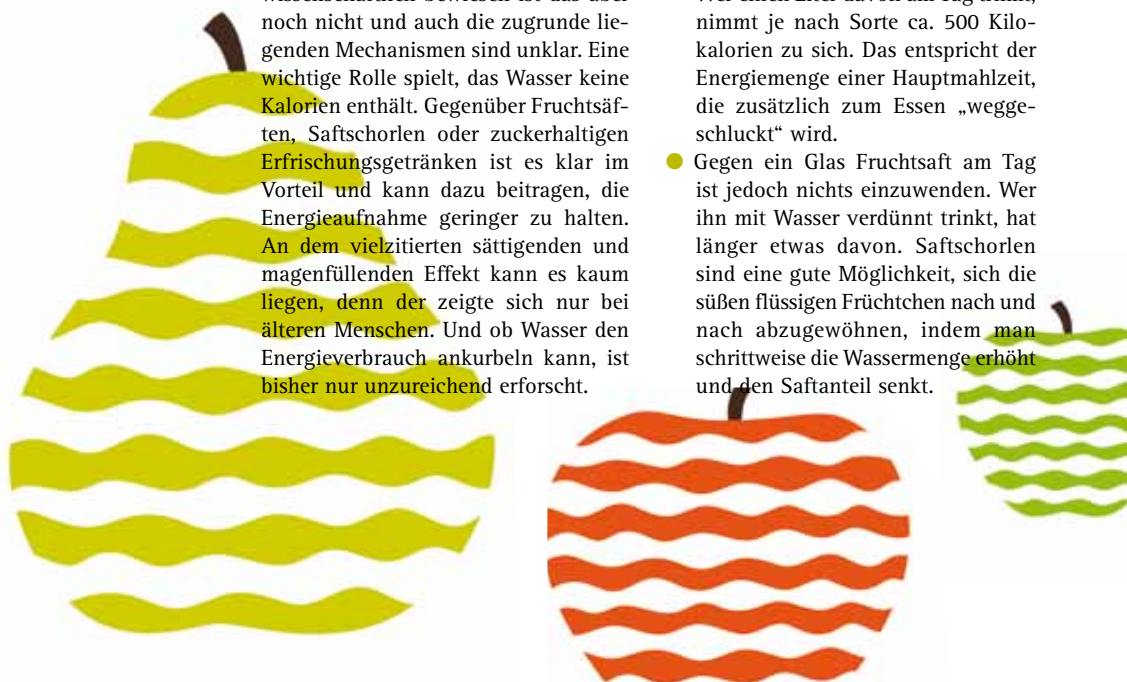 noch nicht und auch die zugrunde lie-
genden Mechanismen sind unklar. Eine
wichtige Rolle spielt, das Wasser keine
Kalorien enthält. Gegenüber Fruchtsäf-
ten, Saftschorlen oder zuckerhaltigen
Erfrischungsgetränken ist es klar im
Vorteil und kann dazu beitragen, die
Energieaufnahme geringer zu halten.
An dem vielzitierten sättigenden und
magenfüllenden Effekt kann es kaum
liegen, denn der zeigte sich nur bei
älteren Menschen. Und ob Wasser den
Energieverbrauch ankurbeln kann, ist
bisher nur unzureichend erforscht.
nimmt je nach Sorte ca. 500 Kilo-
kalorien zu sich. Das entspricht der
Energiemenge einer Hauptmahlzeit,
die zusätzlich zum Essen „wegge-
schluckt“ wird.
● Gegen ein Glas Fruchtsaft am Tag
ist jedoch nichts einzuwenden. Wer
ihn mit Wasser verdünnt trinkt, hat
länger etwas davon. Saftschorlen
sind eine gute Möglichkeit, sich die
süßen flüssigen Früchtchen nach und
nach abzugewöhnen, indem man
schrittweise die Wassermenge erhöht
und den Saftanteil senkt.